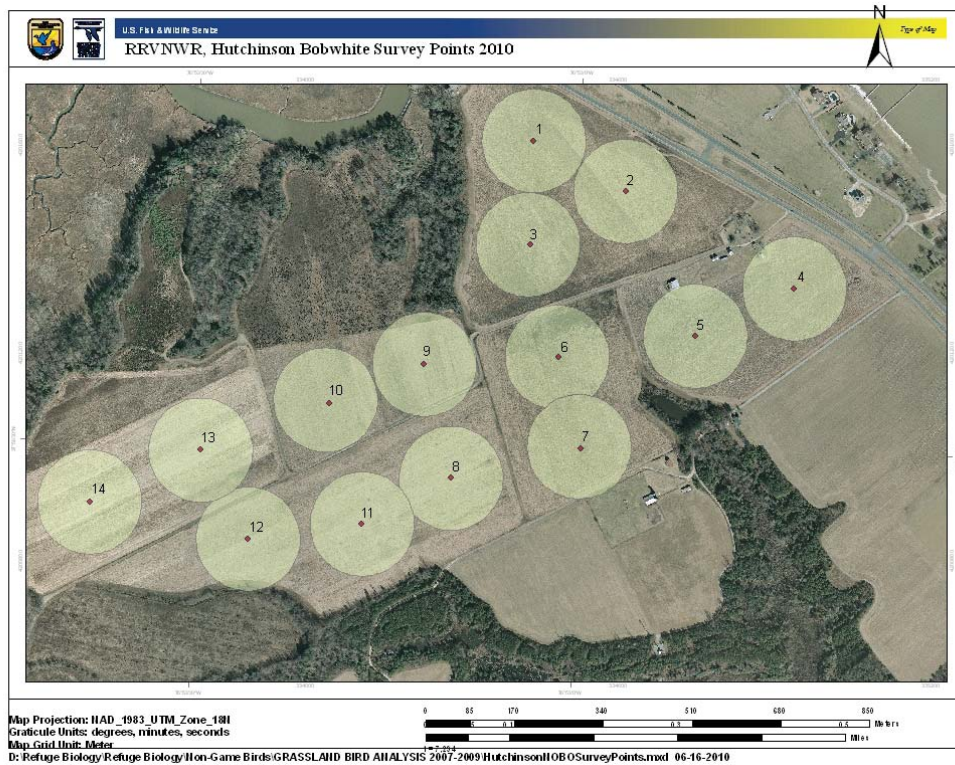 U.S. Fish & Wildlife Service
RRVNWR, Hutchinson Bobwhite Survey Points 2010
N
Type of Map
1
2
3
4
5
6
7
8
9
10
11
12
13
14
Map Projection: NAD_1983_UTM_Zone_18N
Graticule Units: degrees, minutes, seconds
Map Grid Unit: Meter
0 85 170 340 510 680 850
Meters
Miles
D:\Refuge Biology\Refuge Biology\Non-Game Birds\GRASSLAND BIRD ANALYSIS 2007-2009\HutchinsonNOBOSurveyPoints.mxd 06-16-2010